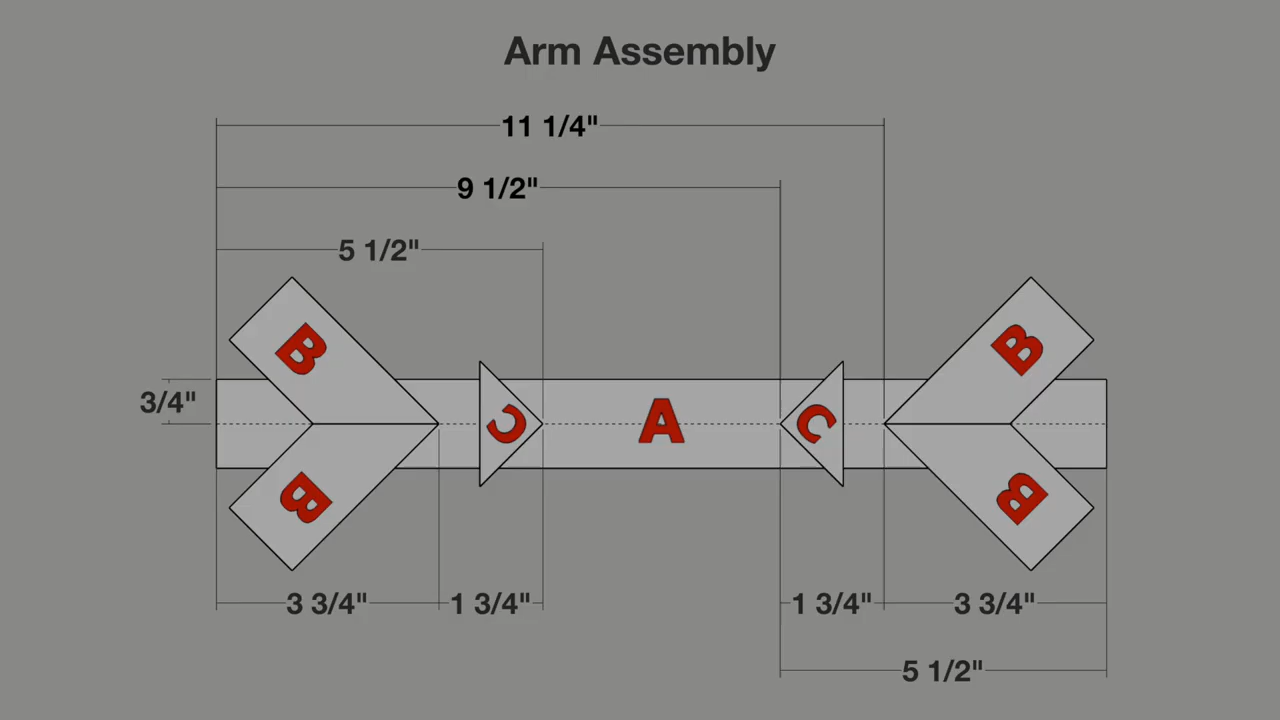 Arm Assembly
11 1/4"
9 1/2"
5 1/2"
B
B
3/4"
C
A
C
B
B
3 3/4"
1 3/4"
1 3/4"
3 3/4"
5 1/2"